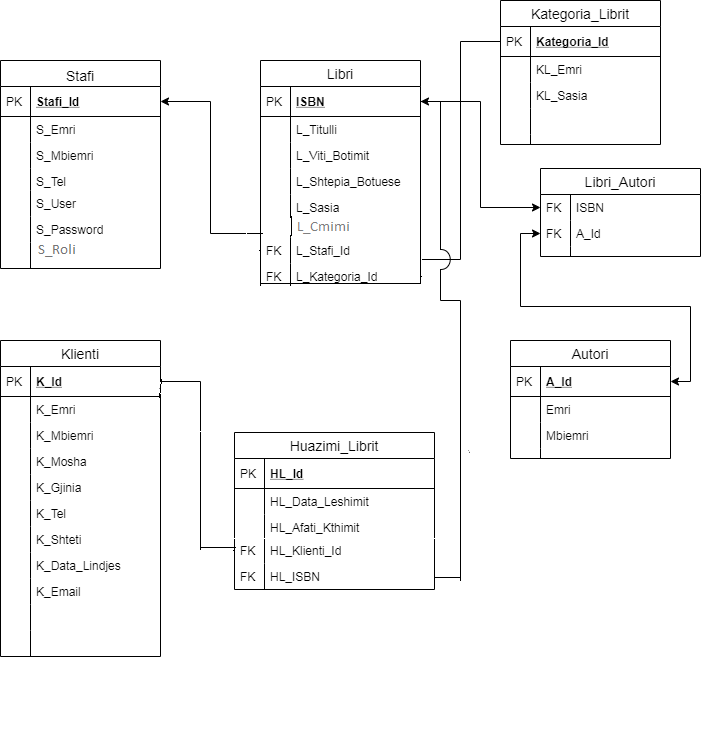 Kategoria_Librit
PK Kategoria_Id
KL_Emri
KL_Sasia
Stafi
PK Stafi_Id
S_Emri
S_Mbiemri
S_Tel
S_User
S_Password
S_Roli
Libri
PK ISBN
L_Titulli
L_Viti_Botimit
L_Shtepia_Botuese
L_Sasia
L_Cmimi
FK L_Stafi_Id
FK L_Kategoria_Id
Libri_Autori
FK ISBN
FK A_Id
Klienti
PK K_Id
K_Emri
K_Mbiemri
K_Mosha
K_Gjinia
K_Tel
K_Shteti
K_Data_Lindjes
K_Email
Huazimi_Librit
PK HL_Id
HL_Data_Leshimit
HL_Afati_Kthimit
FK HL_Klienti_Id
FK HL_ISBN
Autori
PK A_Id
Emri
Mbiemri